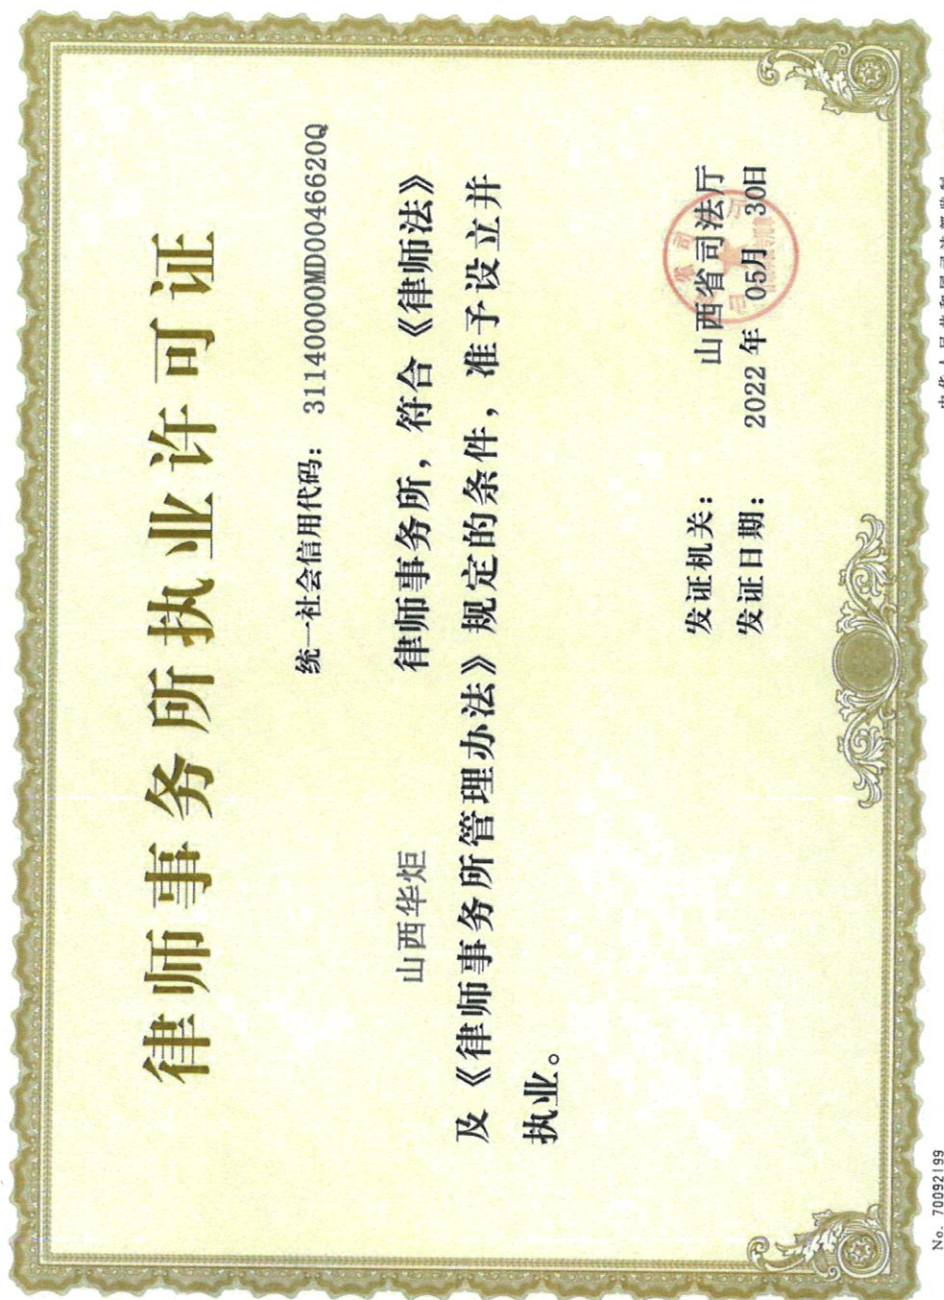 律师事务所执业许可证
统一社会信用代码: 31140000MD0046620Q
山西华炬 律师事务所，符合《律师法》
及《律师事务所管理办法》规定的条件，准予设立并
执业。
发证机关: 山西省司法厅
发证日期: 2022 年 05月 30日
No. 70092199